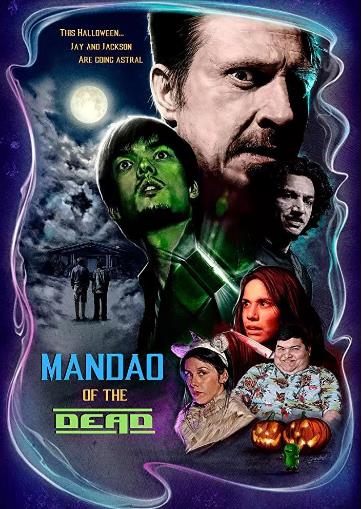 THIS HALLOWEEN...
JAY AND JACKSON
ARE GOING ASTRAL
MANDAO
OF THE
DEAD